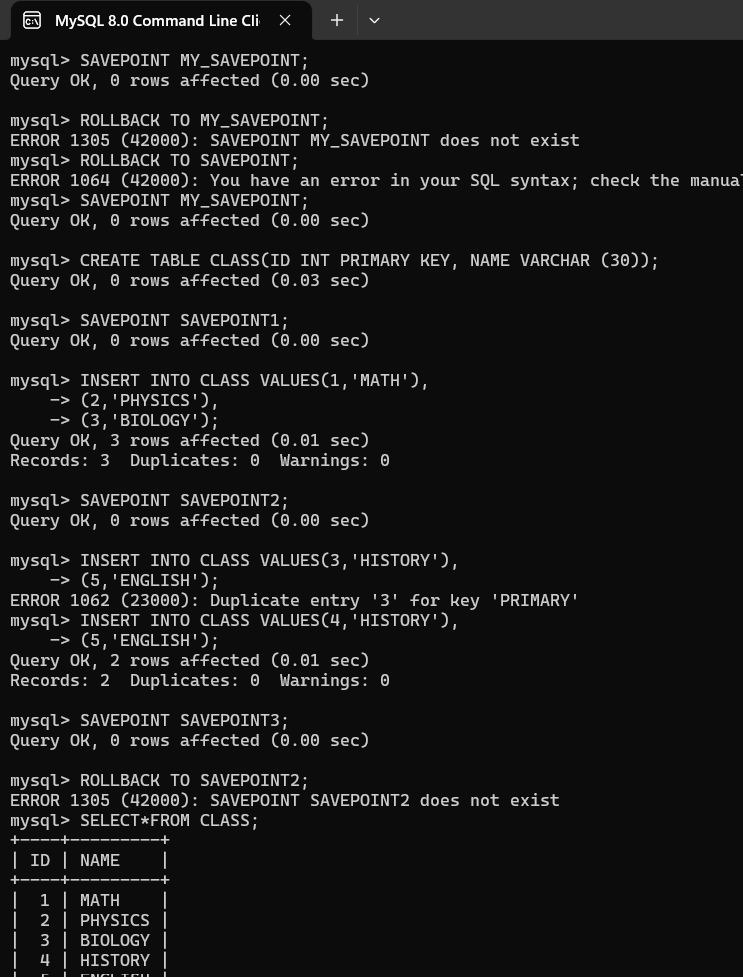 MySQL 8.0 Command Line Cli
mysql> SAVEPOINT MY_SAVEPOINT;
Query OK, 0 rows affected (0.00 sec)
mysql> ROLLBACK TO MY_SAVEPOINT;
ERROR 1305 (42000): SAVEPOINT MY_SAVEPOINT does not exist
mysql> ROLLBACK TO SAVEPOINT;
ERROR 1064 (42000): You have an error in your SQL syntax; check the manual
mysql> SAVEPOINT MY_SAVEPOINT;
Query OK, 0 rows affected (0.00 sec)
mysql> CREATE TABLE CLASS(ID INT PRIMARY KEY, NAME VARCHAR (30));
Query OK, 0 rows affected (0.03 sec)
mysql> SAVEPOINT SAVEPOINT1;
Query OK, 0 rows affected (0.00 sec)
mysql> INSERT INTO CLASS VALUES(1,'MATH'),
    -> (2,'PHYSICS'),
    -> (3,'BIOLOGY');
Query OK, 3 rows affected (0.01 sec)
Records: 3  Duplicates: 0  Warnings: 0
mysql> SAVEPOINT SAVEPOINT2;
Query OK, 0 rows affected (0.00 sec)
mysql> INSERT INTO CLASS VALUES(3,'HISTORY'),
    -> (5,'ENGLISH');
ERROR 1062 (23000): Duplicate entry '3' for key 'PRIMARY'
mysql> INSERT INTO CLASS VALUES(4,'HISTORY'),
    -> (5,'ENGLISH');
Query OK, 2 rows affected (0.01 sec)
Records: 2  Duplicates: 0  Warnings: 0
mysql> SAVEPOINT SAVEPOINT3;
Query OK, 0 rows affected (0.00 sec)
mysql> ROLLBACK TO SAVEPOINT2;
ERROR 1305 (42000): SAVEPOINT SAVEPOINT2 does not exist
mysql> SELECT*FROM CLASS;
+----+---------+
| ID | NAME    |
+----+---------+
|  1 | MATH    |
|  2 | PHYSICS |
|  3 | BIOLOGY |
|  4 | HISTORY |
|  5 | ENGLISH |